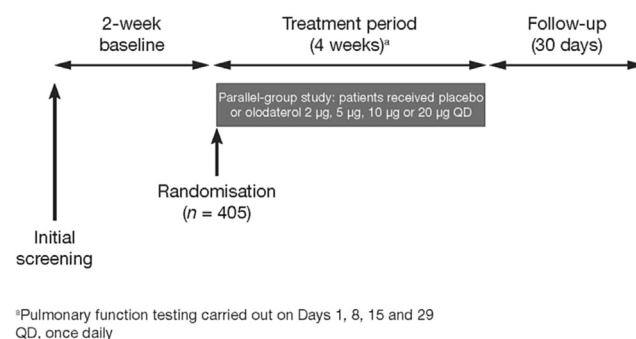 2-week
baseline
Treatment period
(4 weeks)ᵃ
Follow-up
(30 days)
Parallel-group study: patients received placebo
or olodaterol 2 µg, 5 µg, 10 µg or 20 µg QD
Randomisation
(n = 405)
Initial
screening
ᵃPulmonary function testing carried out on Days 1, 8, 15 and 29
QD, once daily